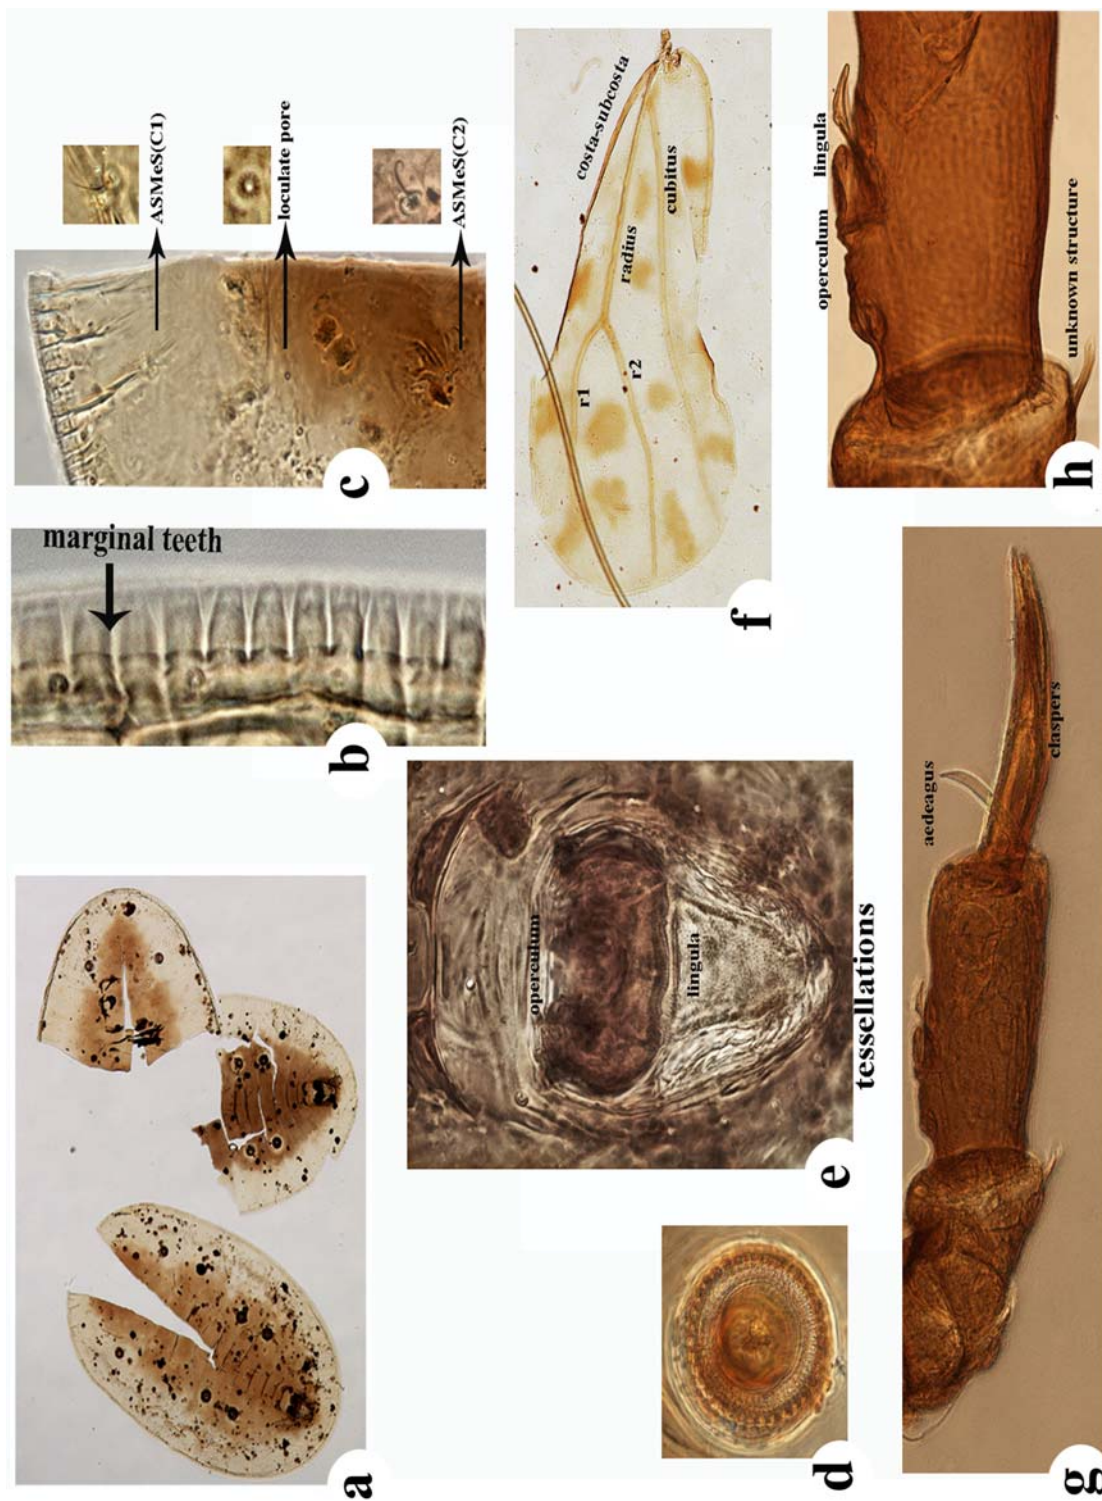 a
b
marginal teeth
c
ASMeS(C1)
loculate pore
ASMeS(C2)
d
e
operculum
lingula
tessellations
f
costa-subcosta
radius
cubitus
r1
r2
g
aedeagus
claspers
h
operculum
lingula
unknown structure